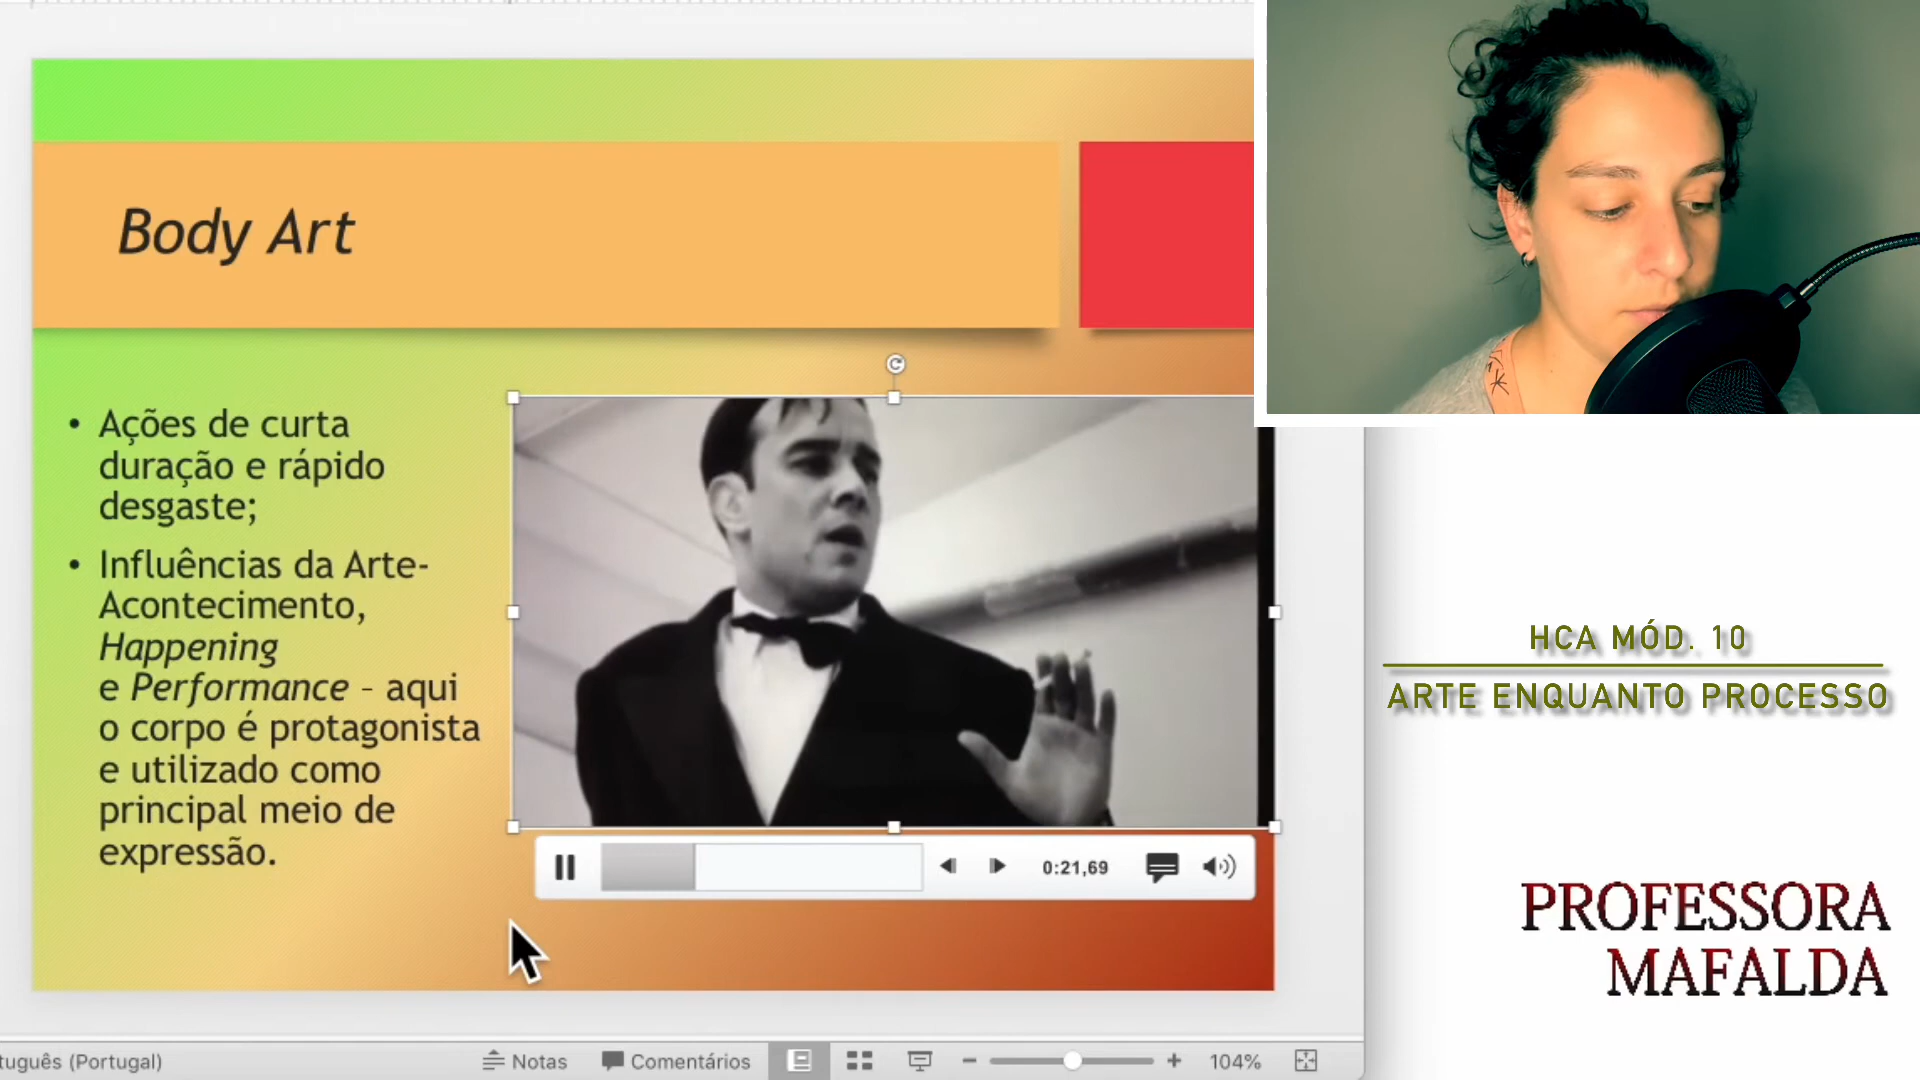 Body Art
• Ações de curta
duração e rápido
desgaste;
• Influências da Arte-
Acontecimento,
Happening
e Performance – aqui
o corpo é protagonista
e utilizado como
principal meio de
expressão.
0:21,69
HCA MÓD. 10
ARTE ENQUANTO PROCESSO
PROFESSORA
MAFALDA
tuguês (Portugal)
Notas
Comentários
104%